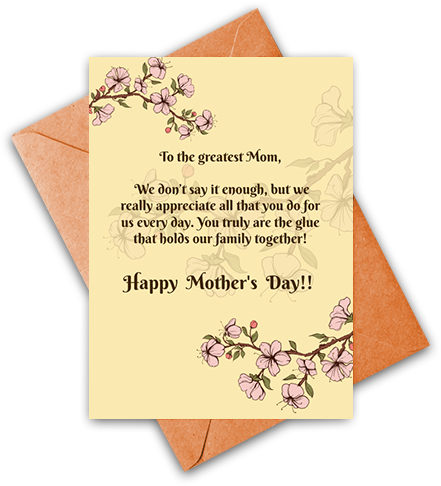 To the greatest Mom,
We don't say it enough, but we
really appreciate all that you do for
us every day. You truly are the glue
that holds our family together!
Happy Mother's Day!!